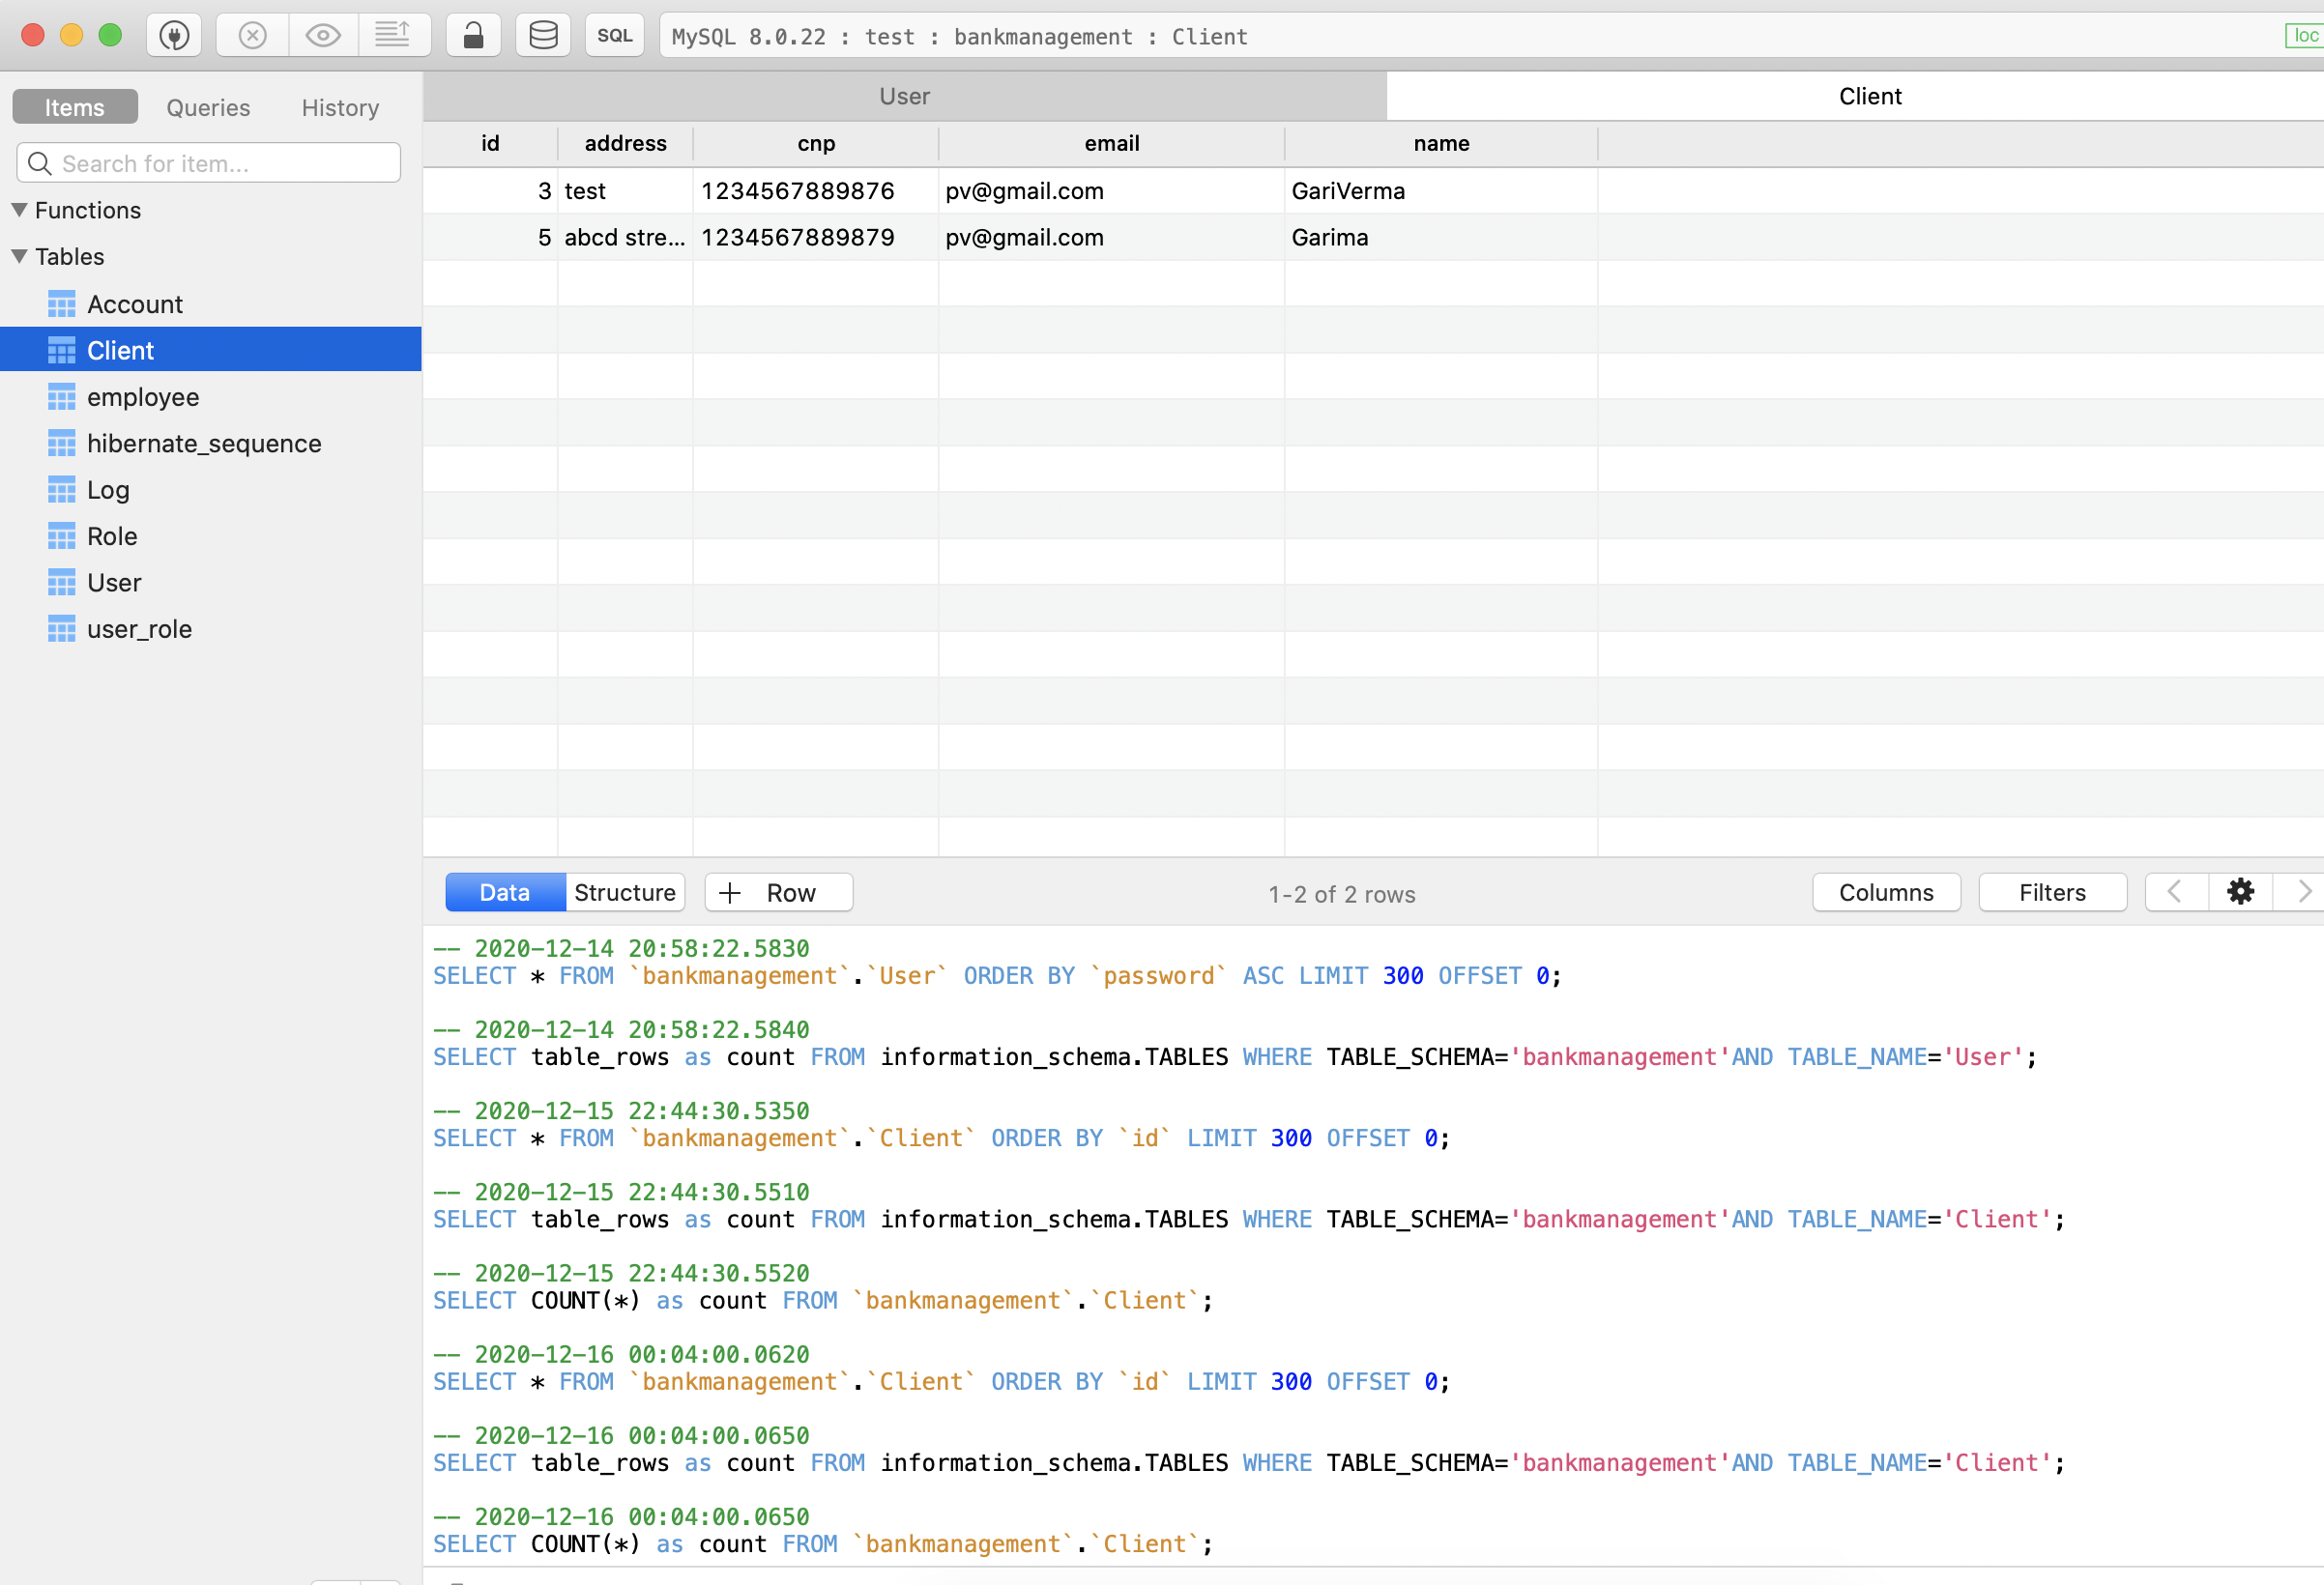 SQL MySQL 8.0.22 : test : bankmanagement : Client loc
Items Queries History
Search for item...
Functions
Tables
Account
Client
employee
hibernate_sequence
Log
Role
User
user_role
User Client
id address cnp email name
3 test 1234567889876 pv@gmail.com GariVerma
5 abcd stre... 1234567889879 pv@gmail.com Garima
Data Structure + Row 1-2 of 2 rows Columns Filters
-- 2020-12-14 20:58:22.5830
SELECT * FROM `bankmanagement`.`User` ORDER BY `password` ASC LIMIT 300 OFFSET 0;
-- 2020-12-14 20:58:22.5840
SELECT table_rows as count FROM information_schema.TABLES WHERE TABLE_SCHEMA='bankmanagement'AND TABLE_NAME='User';
-- 2020-12-15 22:44:30.5350
SELECT * FROM `bankmanagement`.`Client` ORDER BY `id` LIMIT 300 OFFSET 0;
-- 2020-12-15 22:44:30.5510
SELECT table_rows as count FROM information_schema.TABLES WHERE TABLE_SCHEMA='bankmanagement'AND TABLE_NAME='Client';
-- 2020-12-15 22:44:30.5520
SELECT COUNT(*) as count FROM `bankmanagement`.`Client`;
-- 2020-12-16 00:04:00.0620
SELECT * FROM `bankmanagement`.`Client` ORDER BY `id` LIMIT 300 OFFSET 0;
-- 2020-12-16 00:04:00.0650
SELECT table_rows as count FROM information_schema.TABLES WHERE TABLE_SCHEMA='bankmanagement'AND TABLE_NAME='Client';
-- 2020-12-16 00:04:00.0650
SELECT COUNT(*) as count FROM `bankmanagement`.`Client`;